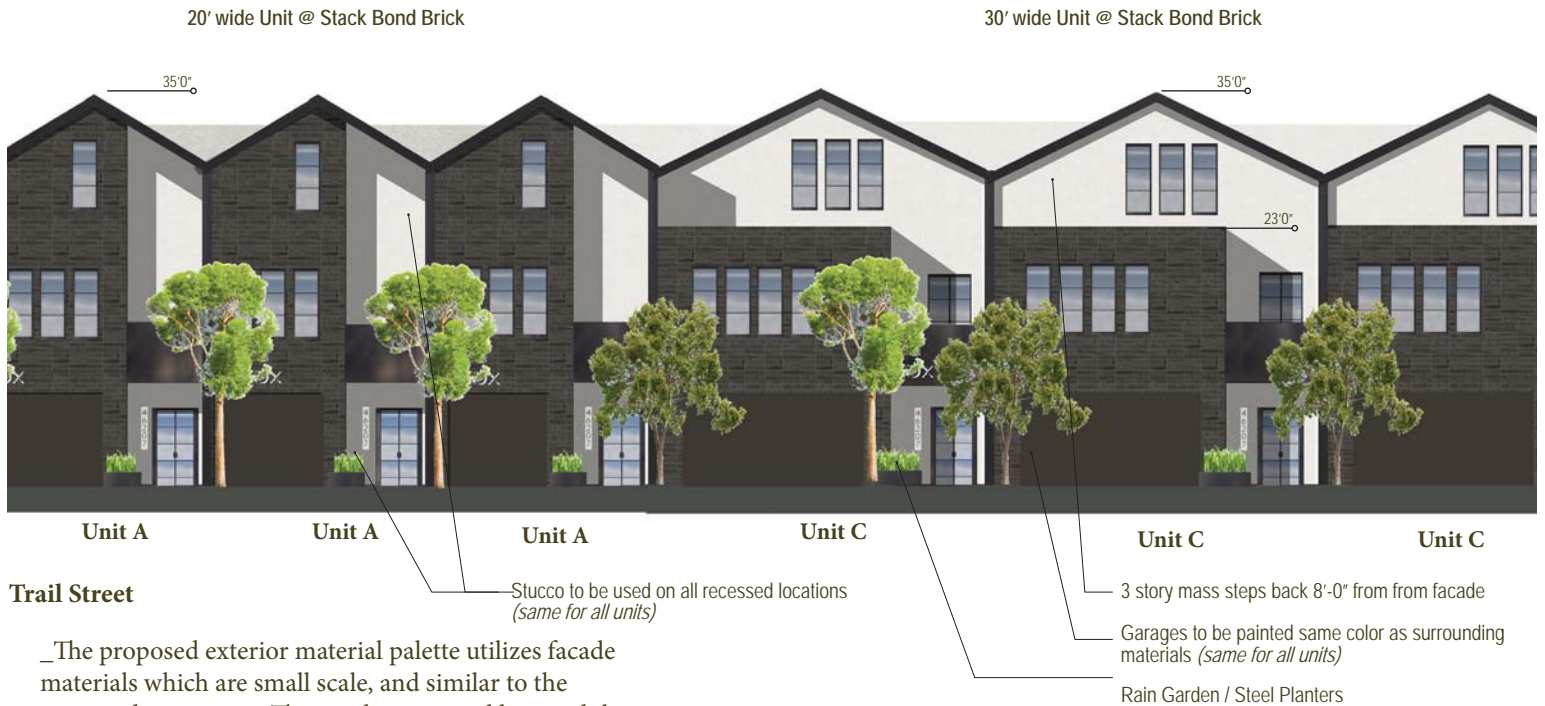 20' wide Unit @ Stack Bond Brick
30' wide Unit @ Stack Bond Brick
35'0"
35'0"
23'0"
Unit A
Unit A
Unit A
Unit C
Unit C
Unit C
Trail Street
Stucco to be used on all recessed locations
(same for all units)
_The proposed exterior material palette utilizes facade
materials which are small scale, and similar to the
3 story mass steps back 8'-0" from from facade
Garages to be painted same color as surrounding
materials (same for all units)
Rain Garden / Steel Planters